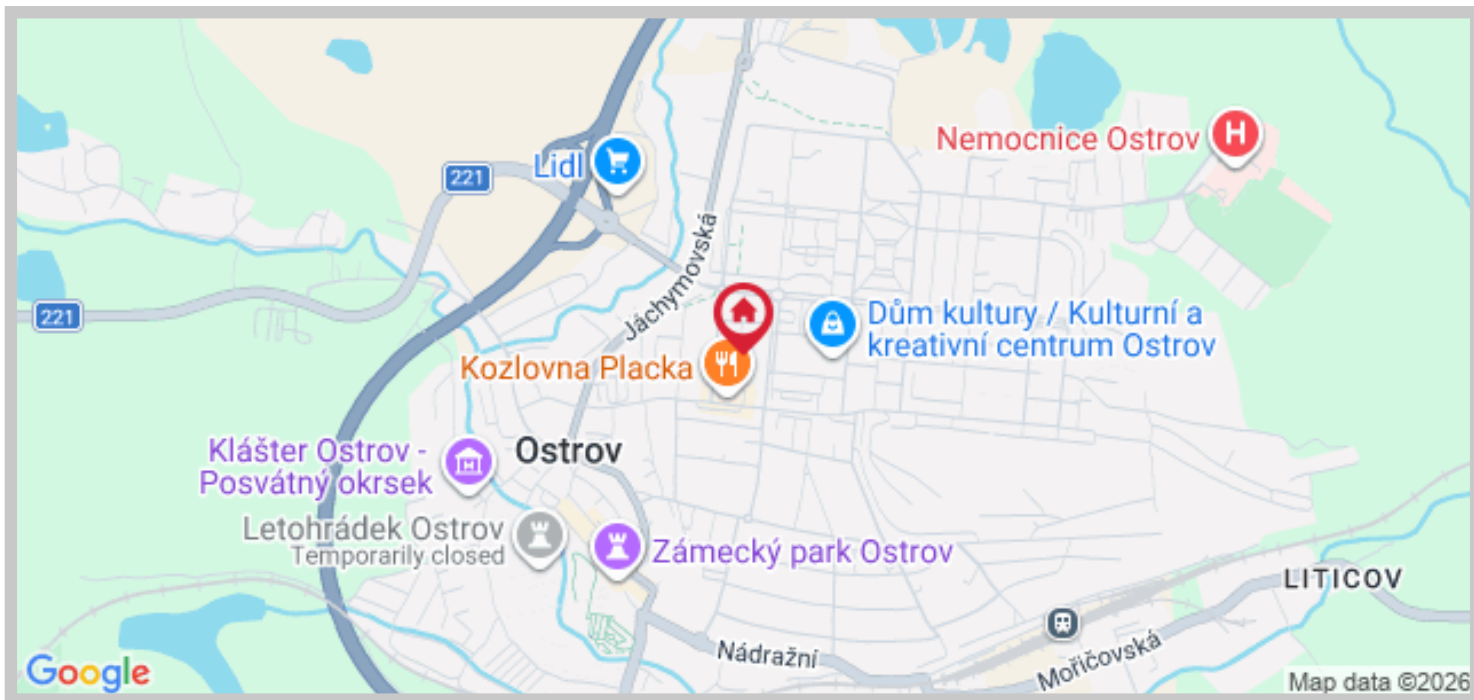 Nemocnice Ostrov
H
Lidl
221
Jáchymovská
221
Dům kultury / Kulturní a
kreativní centrum Ostrov
Kozlovna Placka
Ostrov
Klášter Ostrov -
Posvátný okrsek
Letohrádek Ostrov
Temporarily closed
Zámecký park Ostrov
LITICOV
Nádražní
Mořičovská
Google
Map data ©2026